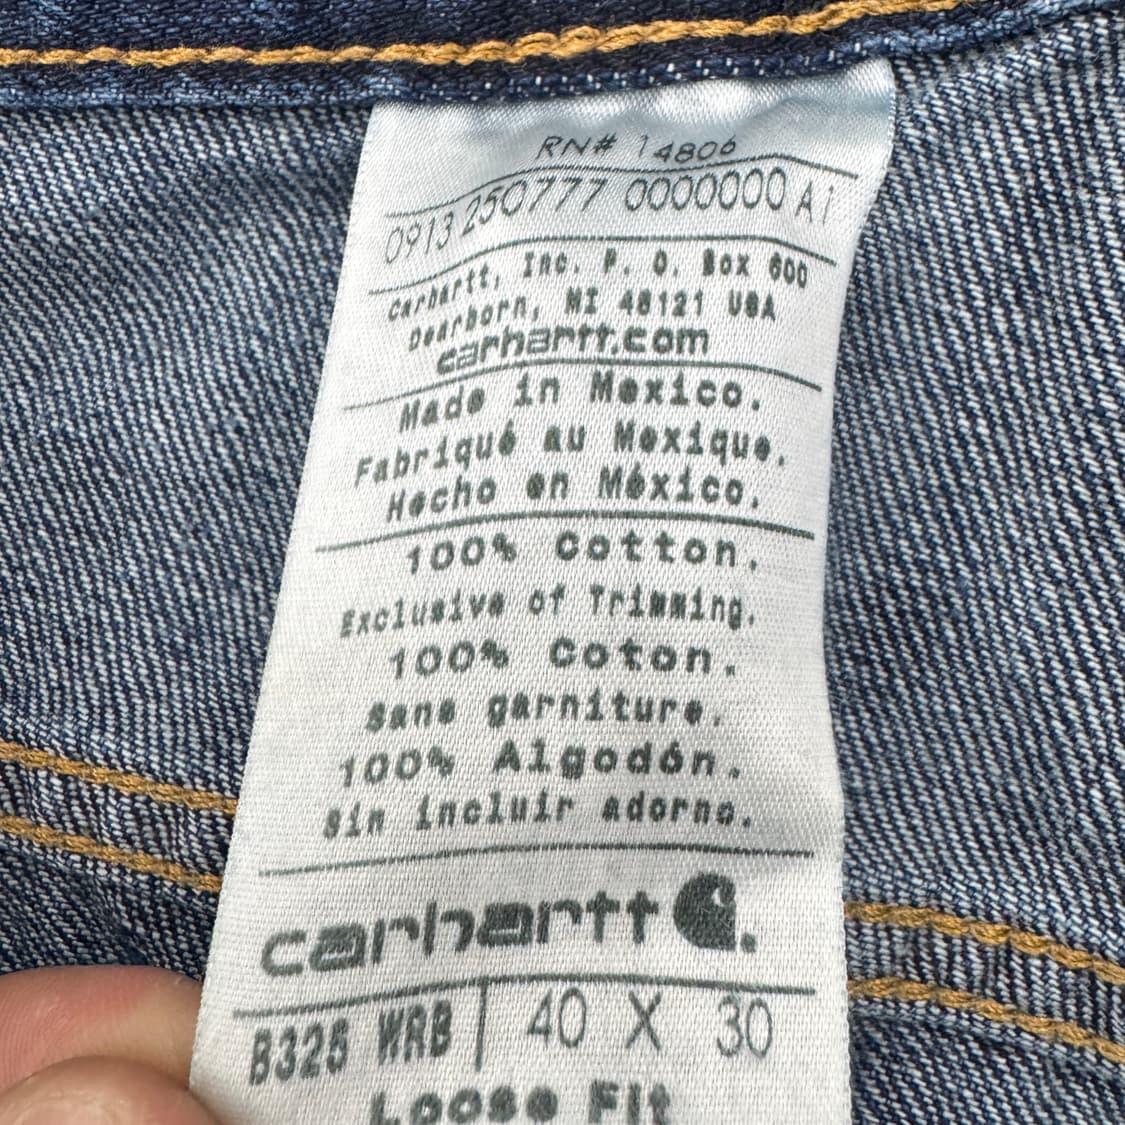 RN# 14806
0913 250777 0000000 A1
Carhartt, Inc. P. O. Box 600
Dearborn, MI 48121 USA
carhartt.com
Made in Mexico.
Fabriqué au Mexique.
Hecho en México.
100% Cotton.
Exclusive of Trimming.
100% Coton.
Sans garniture.
100% Algodón.
Sin incluir adorno.
carhartt
B325 WRB | 40 X 30
Loose Fit